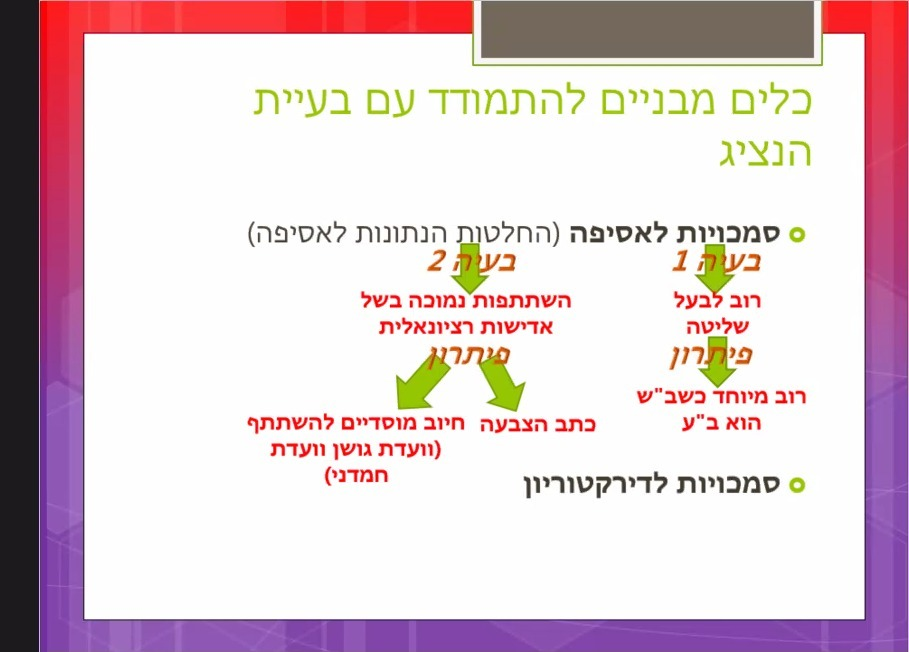 כלים מבניים להתמודד עם בעיית
הנציג
סמכויות לאסיפה (החלטות הנתונות לאסיפה)
בעיה 1
רוב לבעל
שליטה
פיתרון
רוב מיוחד כשב"ש
הוא ב"ע
בעיה 2
השתתפות נמוכה בשל
אדישות רציונאלית
פיתרון
כתב הצבעה
חיוב מוסדיים להשתתף
(וועדת גושן וועדת
חמדני)
סמכויות לדירקטוריון